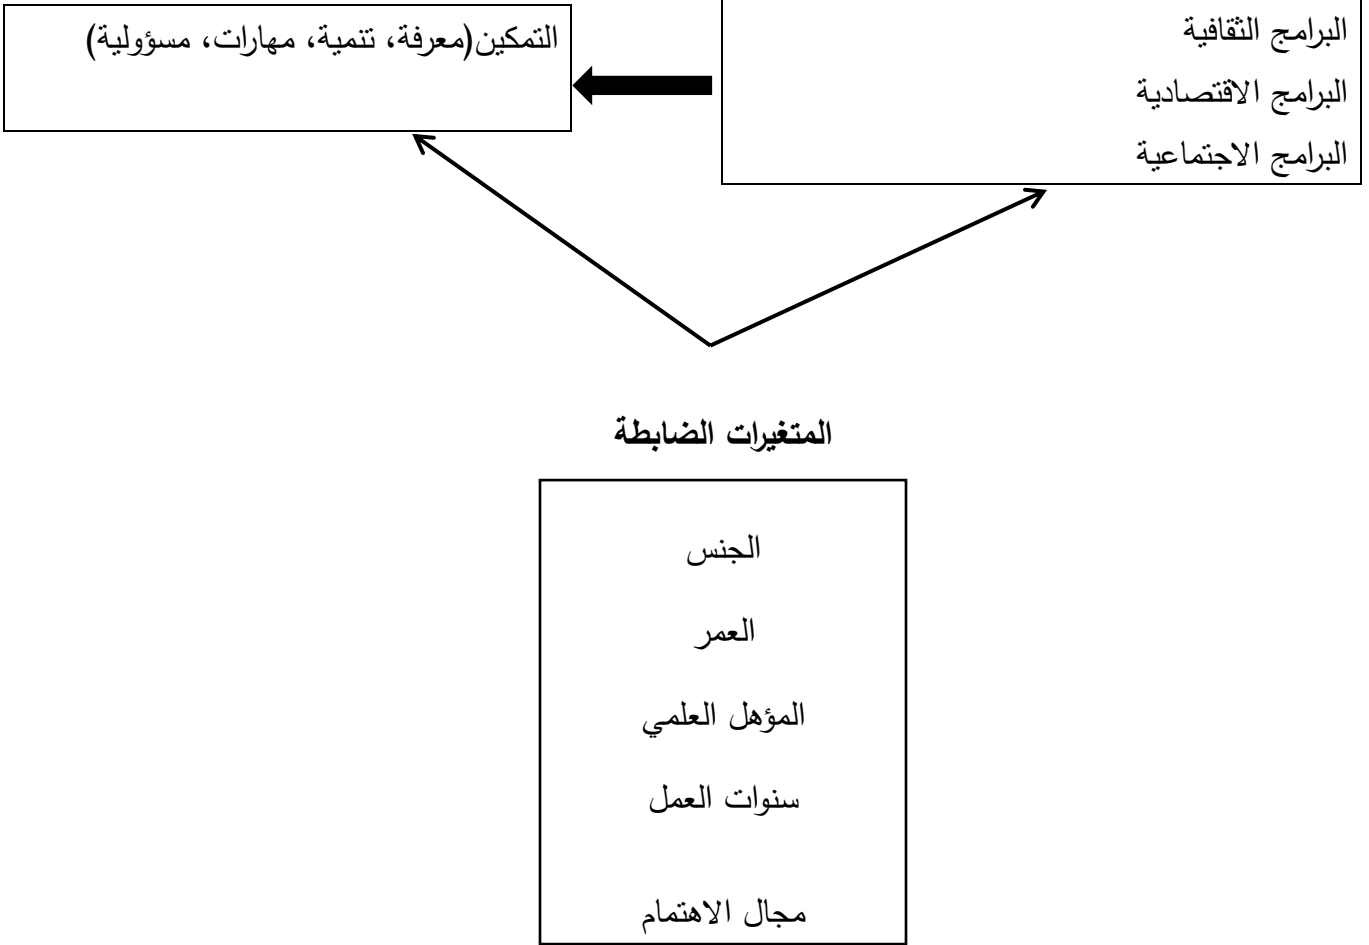 البرامج الثقافية
البرامج الاقتصادية
البرامج الاجتماعية
التمكين(معرفة، تنمية، مهارات، مسؤولية)
المتغيرات الضابطة
الجنس
العمر
المؤهل العلمي
سنوات العمل
مجال الاهتمام